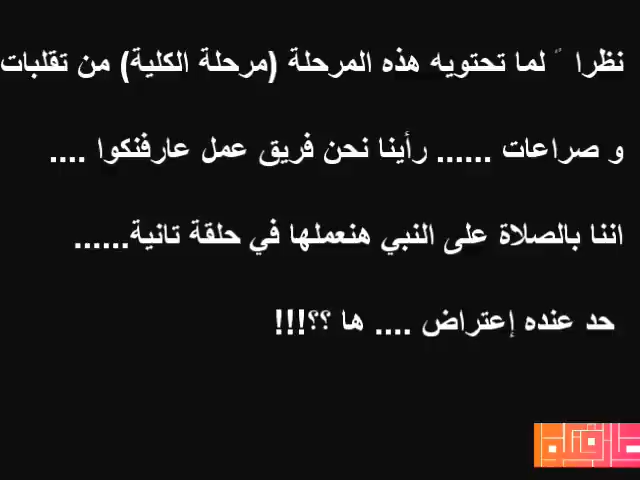 نظرا ً لما تحتويه هذه المرحلة (مرحلة الكلية) من تقلبات
و صراعات ...... رأينا نحن فريق عمل عارفنكوا ....
اننا بالصلاة على النبي هنعملها في حلقة تانية......
حد عنده إعتراض .... ها ؟؟!!!